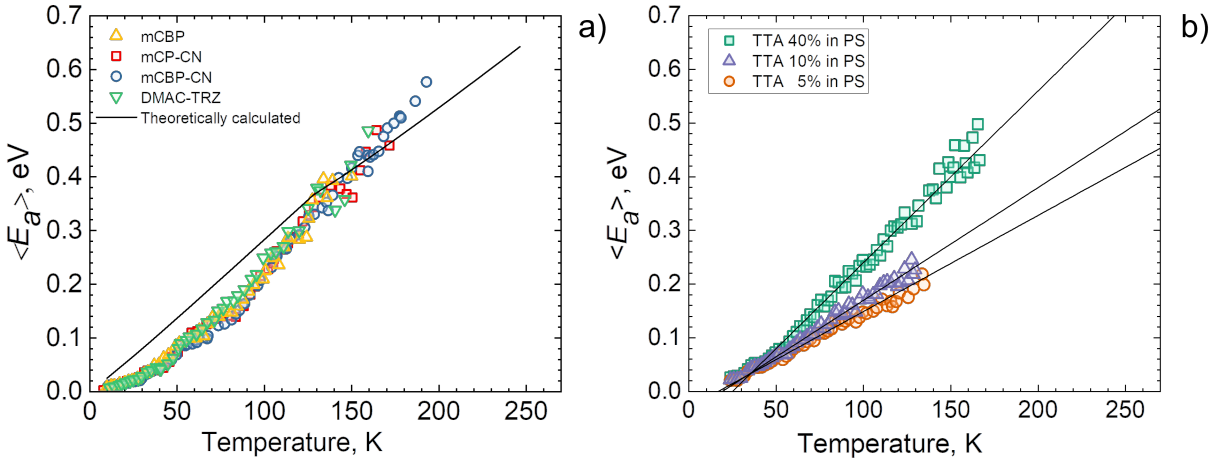 a)
0.7
0.6
0.5
0.4
0.3
0.2
0.1
0.0
<Ea>, eV
mCBP
mCP-CN
mCBP-CN
DMAC-TRZ
Theoretically calculated
0 50 100 150 200 250
Temperature, K
b)
0.7
0.6
0.5
0.4
0.3
0.2
0.1
0.0
<Ea>, eV
TTA 40% in PS
TTA 10% in PS
TTA 5% in PS
0 50 100 150 200 250
Temperature, K